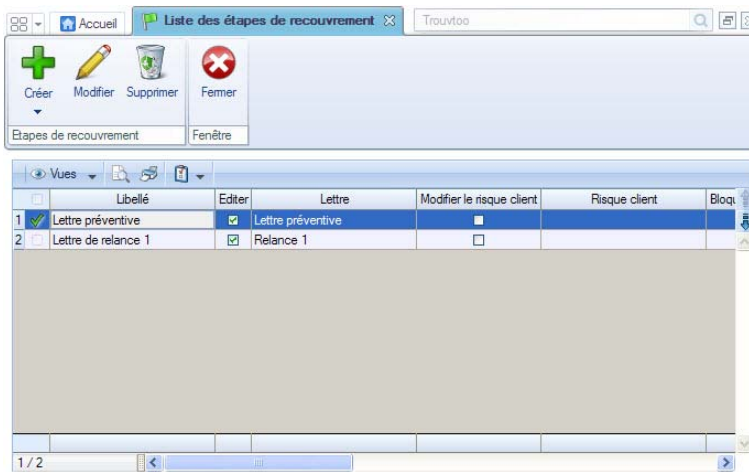 Accueil Liste des étapes de recouvrement Trouvtoo
Créer Modifier Supprimer Fermer
Etapes de recouvrement Fenêtre
Vues
Libellé Editer Lettre Modifier le risque client Risque client Bloqu
1 Lettre préventive Lettre préventive
2 Lettre de relance 1 Relance 1
1 / 2